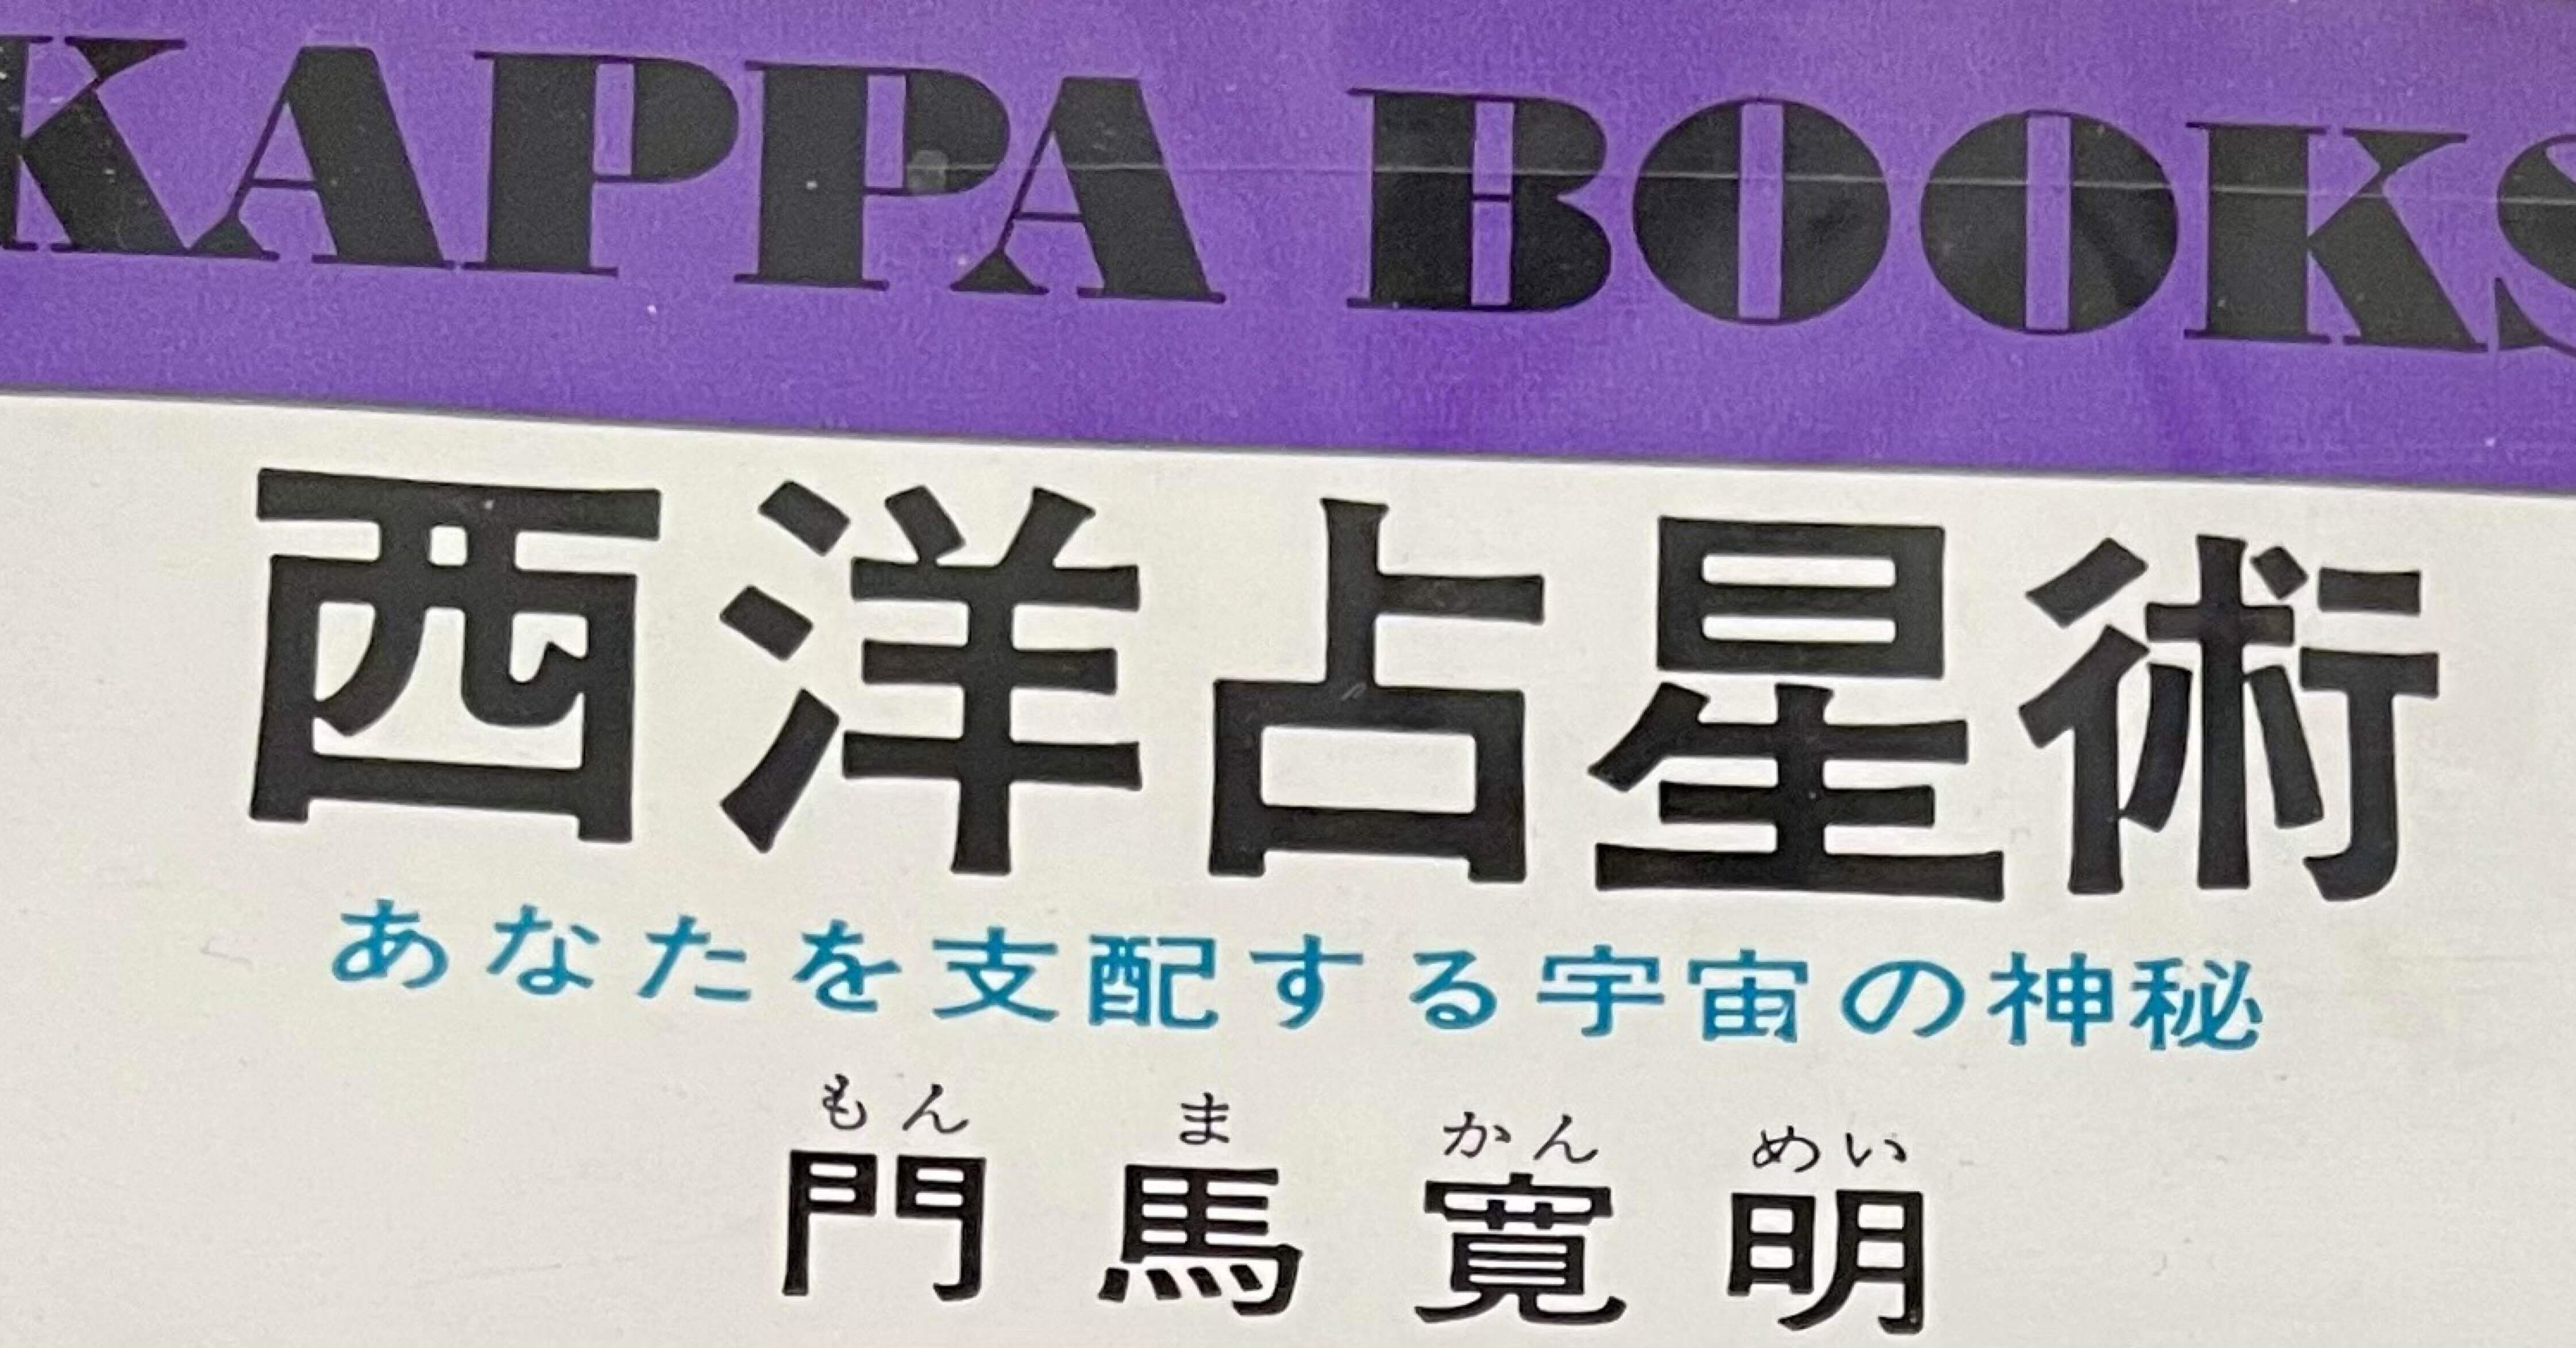 KAPPA BOOKS
西洋占星術
あなたを支配する宇宙の神秘
もん ま かん めい
門馬寛明